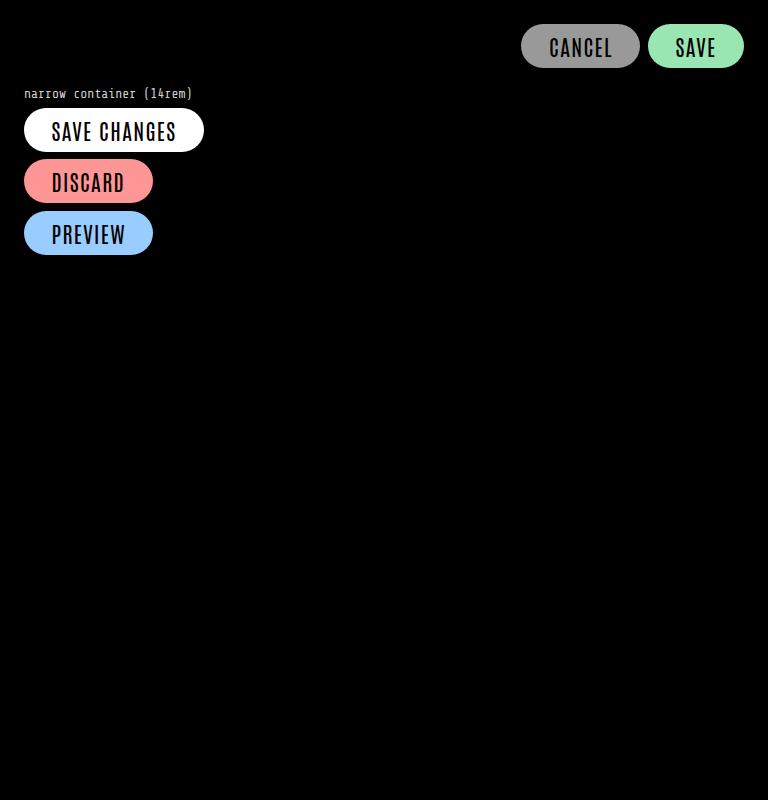 CANCEL SAVE
narrow container (14rem)
SAVE CHANGES
DISCARD
PREVIEW